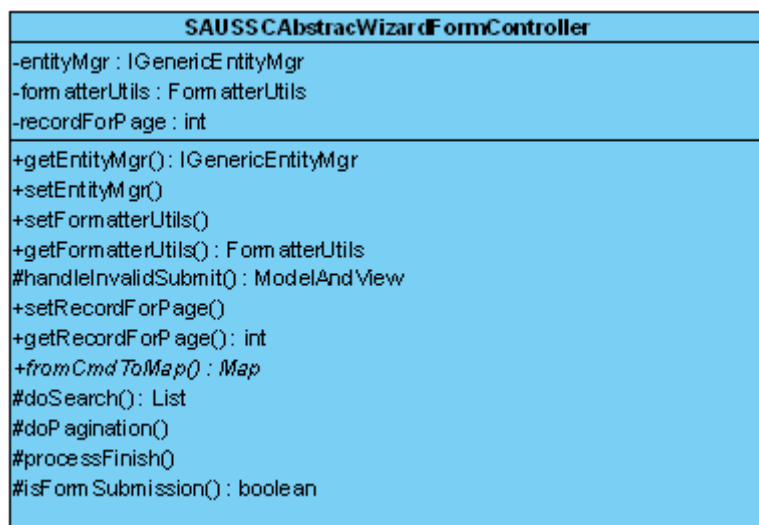 SAUSSCAbstracWizardFormController
-entityMgr : IGenericEntityMgr
-formatterUtils : FormatterUtils
-recordForPage : int
+getEntityMgr() : IGenericEntityMgr
+setEntityMgr()
+setFormatterUtils()
+getFormatterUtils() : FormatterUtils
#handleInvalidSubmit() : ModelAndView
+setRecordForPage()
+getRecordForPage() : int
+fromCmdToMap() : Map
#doSearch() : List
#doPagination()
#processFinish()
#isFormSubmission() : boolean